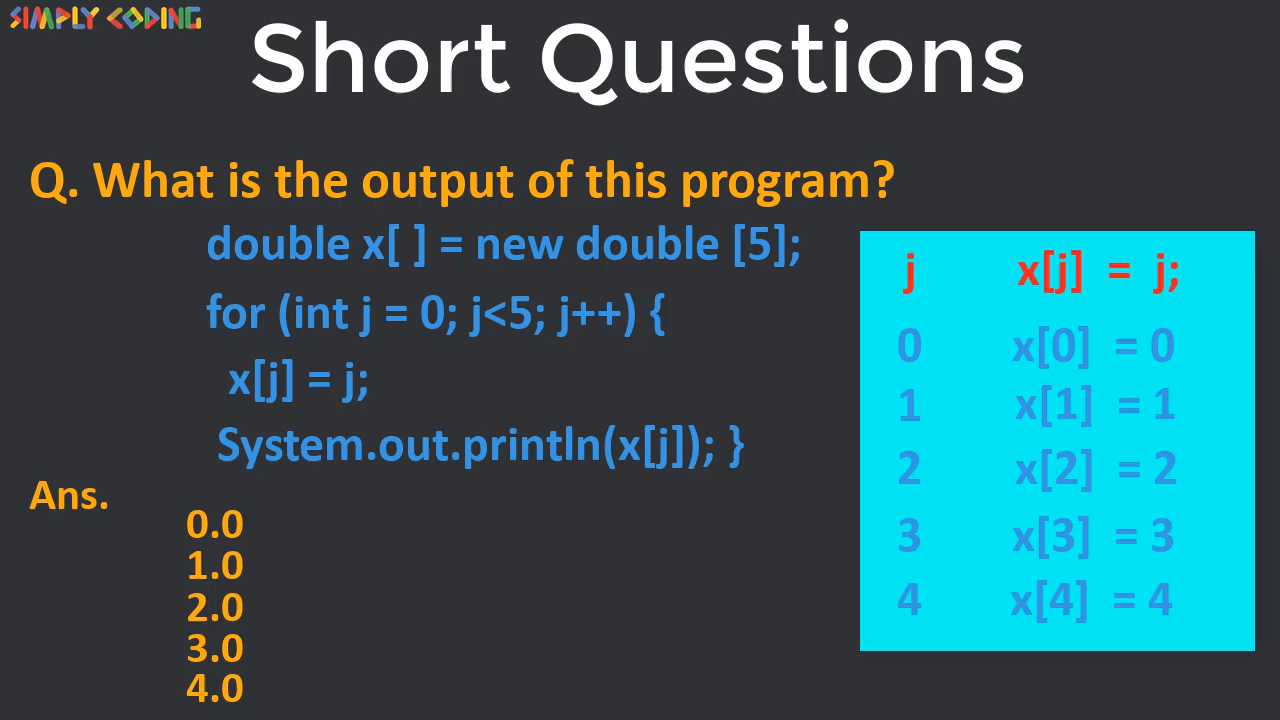 SIMPLY CODING
Short Questions
Q. What is the output of this program?
double x[ ] = new double [5];
for (int j = 0; j<5; j++) {
x[j] = j;
System.out.println(x[j]); }
Ans.
0.0
1.0
2.0
3.0
4.0
j x[j] = j;
0 x[0] = 0
1 x[1] = 1
2 x[2] = 2
3 x[3] = 3
4 x[4] = 4